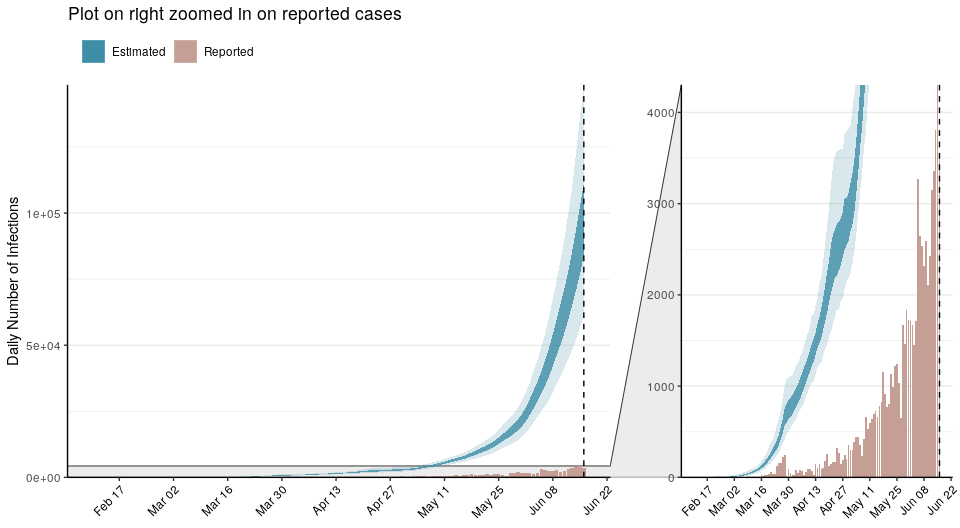 Plot on right zoomed in on reported cases
Estimated Reported
Daily Number of Infections
1e+05
5e+04
0e+00
Feb 17 Mar 02 Mar 16 Mar 30 Apr 13 Apr 27 May 11 May 25 Jun 08 Jun 22
4000
3000
2000
1000
0
Feb 17 Mar 02 Mar 16 Mar 30 Apr 13 Apr 27 May 11 May 25 Jun 08 Jun 22